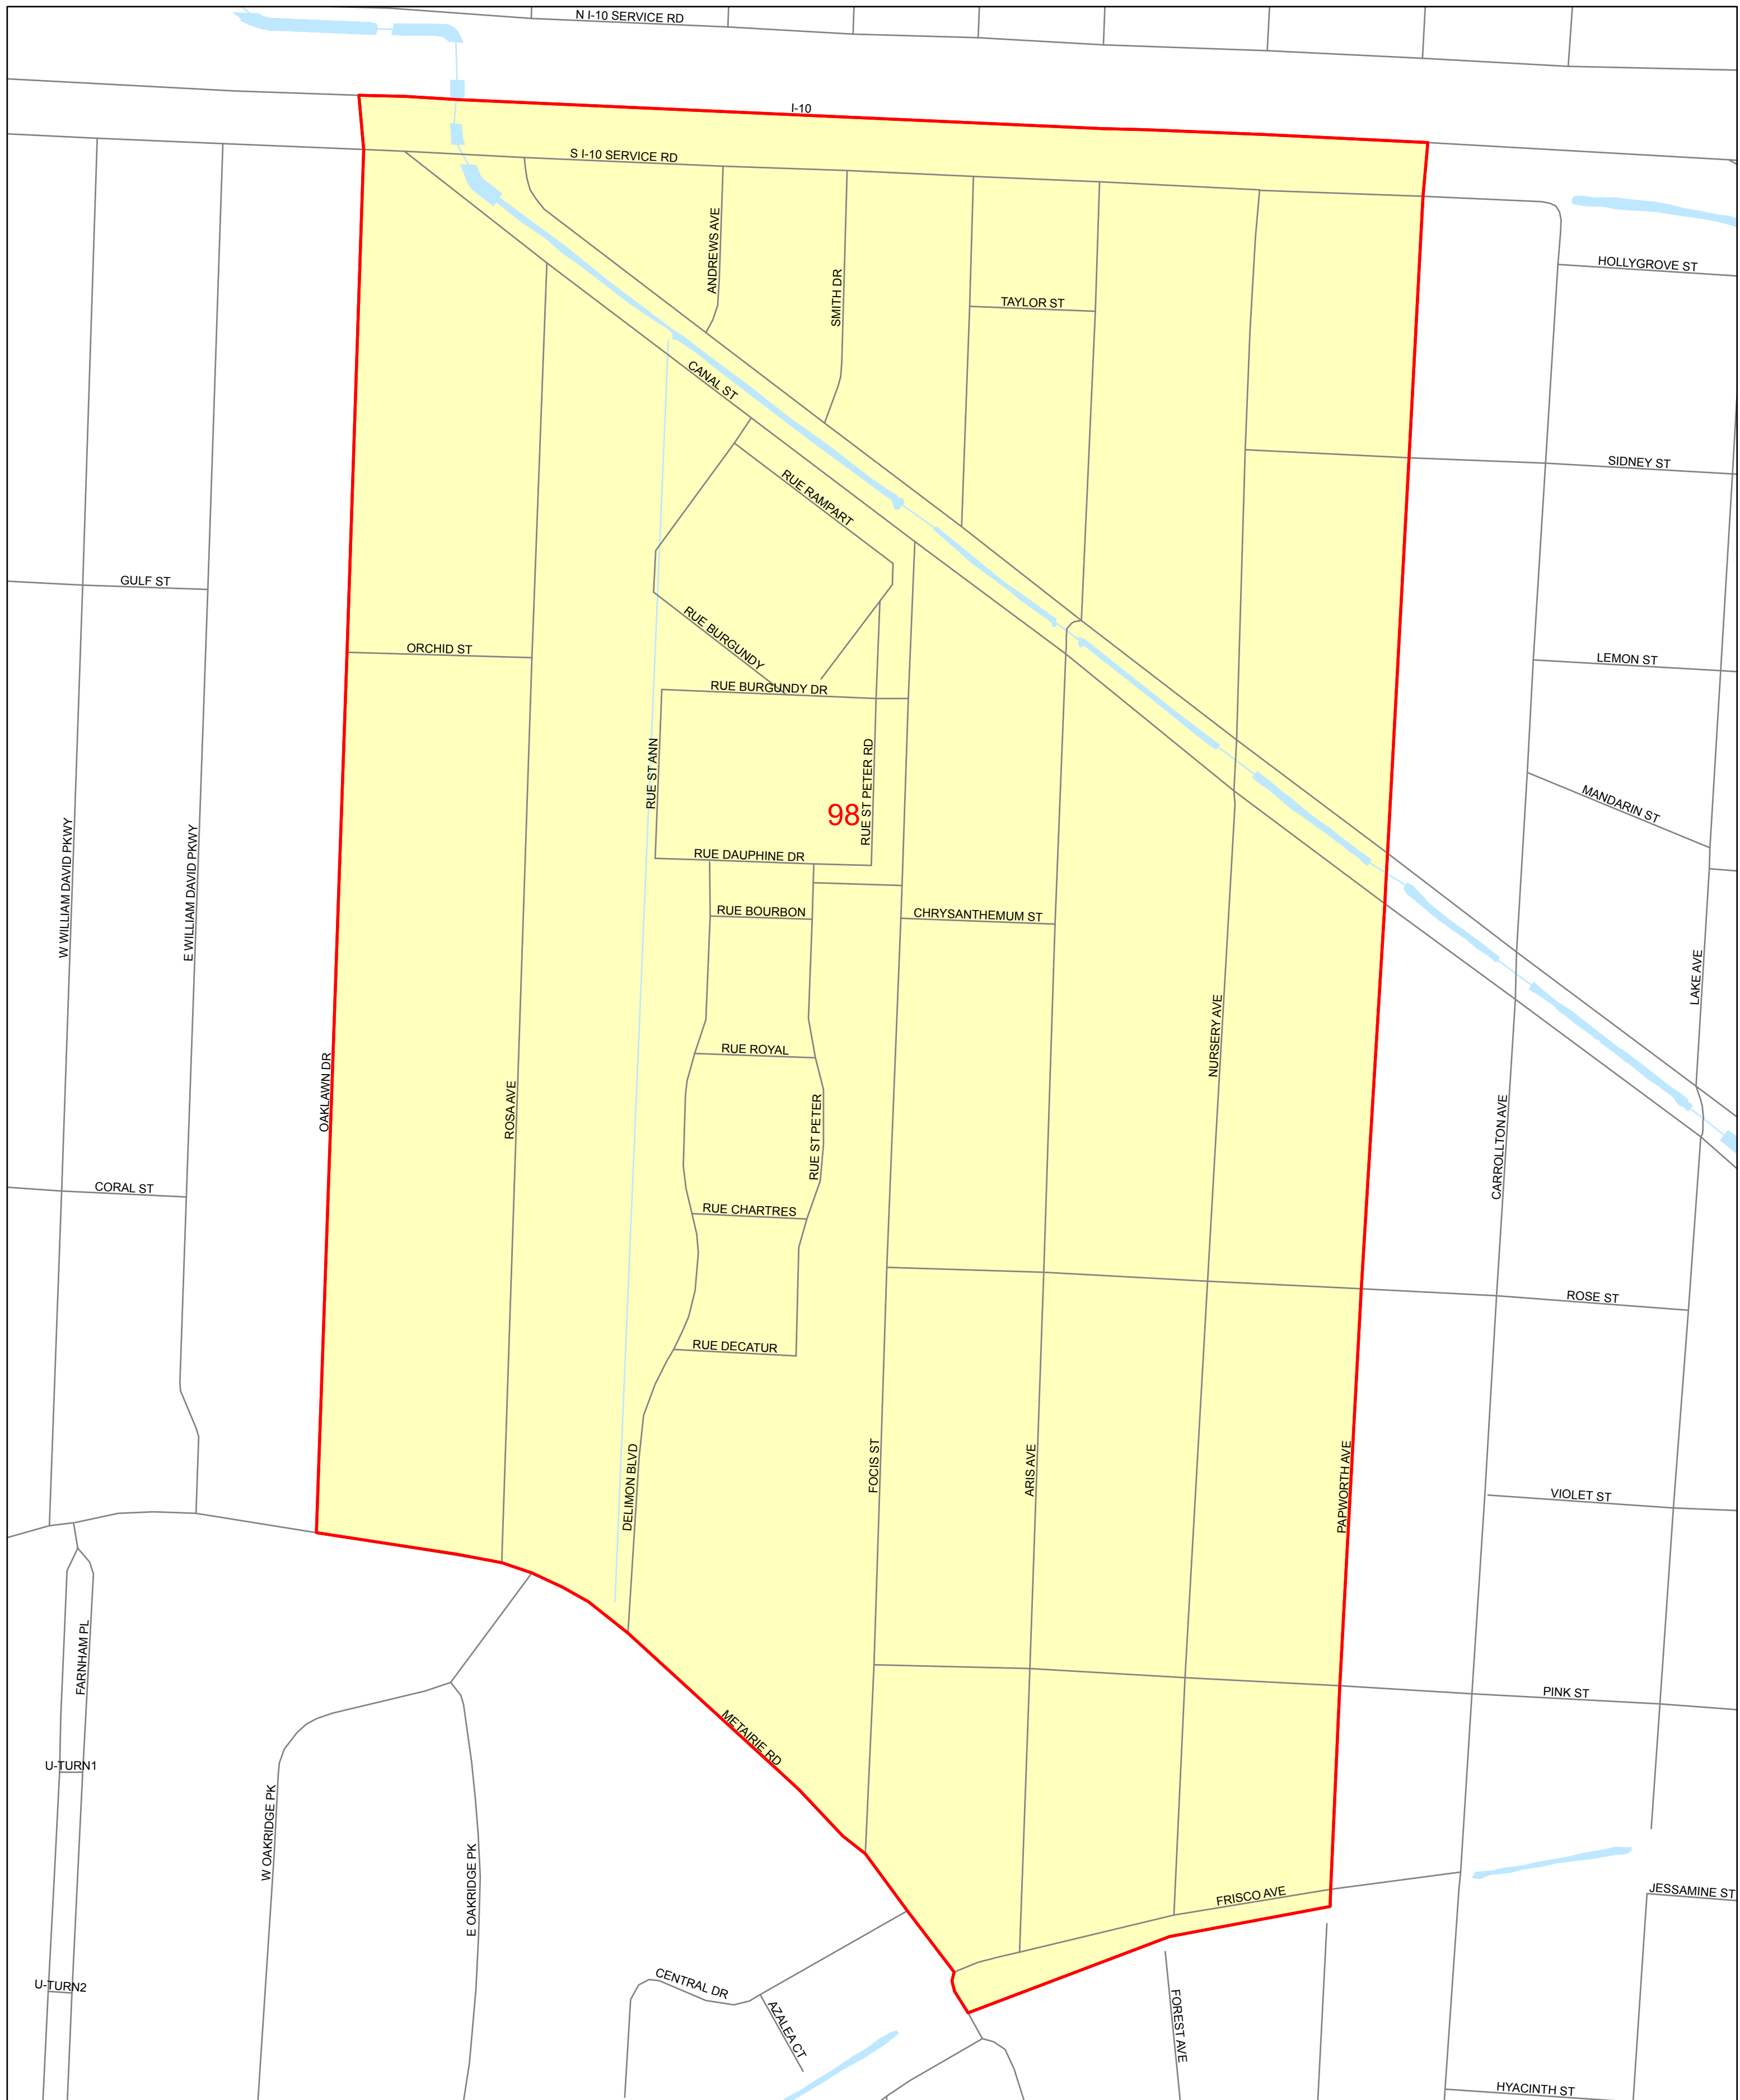 N I-10 SERVICE RD
I-10
S I-10 SERVICE RD
ANDREWS AVE
SMITH DR
TAYLOR ST
HOLLYGROVE ST
CANAL ST
SIDNEY ST
RUE RAMPART
GULF ST
RUE BURGUNDY
ORCHID ST
LEMON ST
RUE BURGUNDY DR
RUE ST ANN
RUE ST PETER RD
98
MANDARIN ST
W WILLIAM DAVID PKWY
E WILLIAM DAVID PKWY
RUE DAUPHINE DR
RUE BOURBON
CHRYSANTHEMUM ST
LAKE AVE
NURSERY AVE
RUE ROYAL
OAKLAWN DR
ROSA AVE
RUE ST PETER
CARROLLTON AVE
CORAL ST
RUE CHARTRES
ROSE ST
RUE DECATUR
DELIMON BLVD
FOCIS ST
ARIS AVE
PAPWORTH AVE
VIOLET ST
FARNHAM PL
PINK ST
METAIRIE RD
U-TURN1
W OAKRIDGE PK
E OAKRIDGE PK
FRISCO AVE
JESSAMINE ST
U-TURN2
CENTRAL DR
AZALEA CT
FOREST AVE
HYACINTH ST